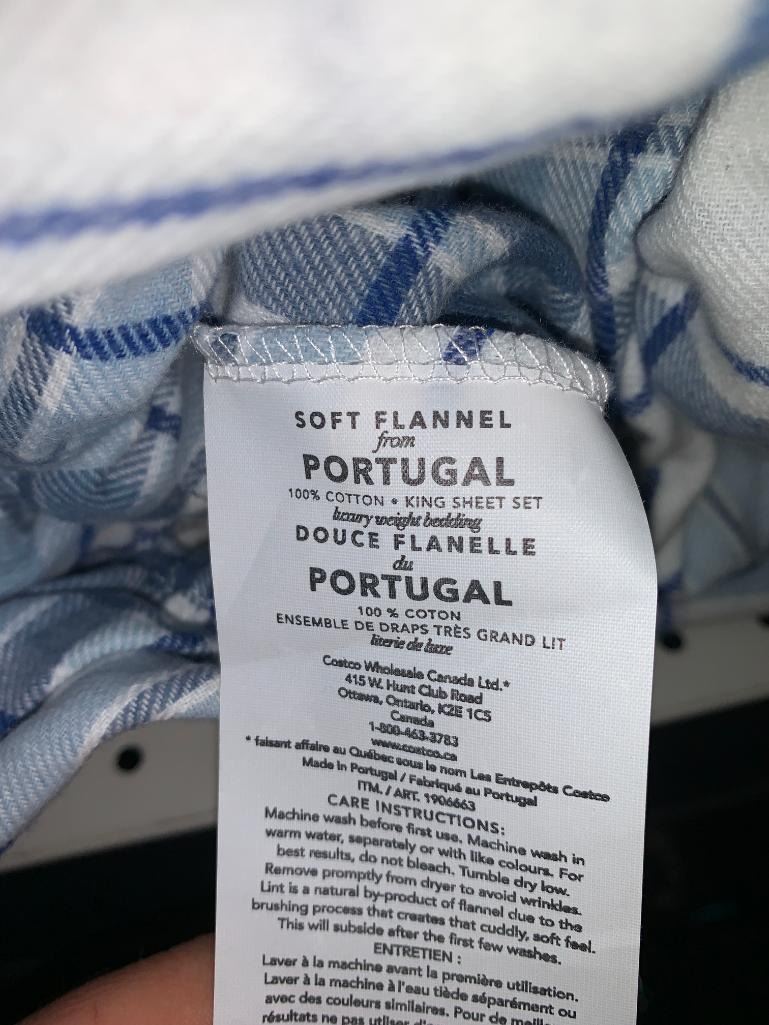 SOFT FLANNEL
from
PORTUGAL
100% COTTON • KING SHEET SET
luxury weight bedding
DOUCE FLANELLE
du
PORTUGAL
100 % COTON
ENSEMBLE DE DRAPS TRÈS GRAND LIT
literie de luxe
Costco Wholesale Canada Ltd.*
415 W. Hunt Club Road
Ottawa, Ontario, K2E 1C5
Canada
1-800-463-3783
www.costco.ca
* faisant affaire au Québec sous le nom Les Entrepôts Costco
Made in Portugal / Fabriqué au Portugal
ITM. / ART. 1906663
CARE INSTRUCTIONS:
Machine wash before first use. Machine wash in
warm water, separately or with like colours. For
best results, do not bleach. Tumble dry low.
Remove promptly from dryer to avoid wrinkles.
Lint is a natural by-product of flannel due to the
brushing process that creates that cuddly, soft feel.
This will subside after the first few washes.
ENTRETIEN :
Laver à la machine avant la première utilisation.
Laver à la machine à l'eau tiède séparément ou
avec des couleurs similaires. Pour de
résultats ne pas utiliser